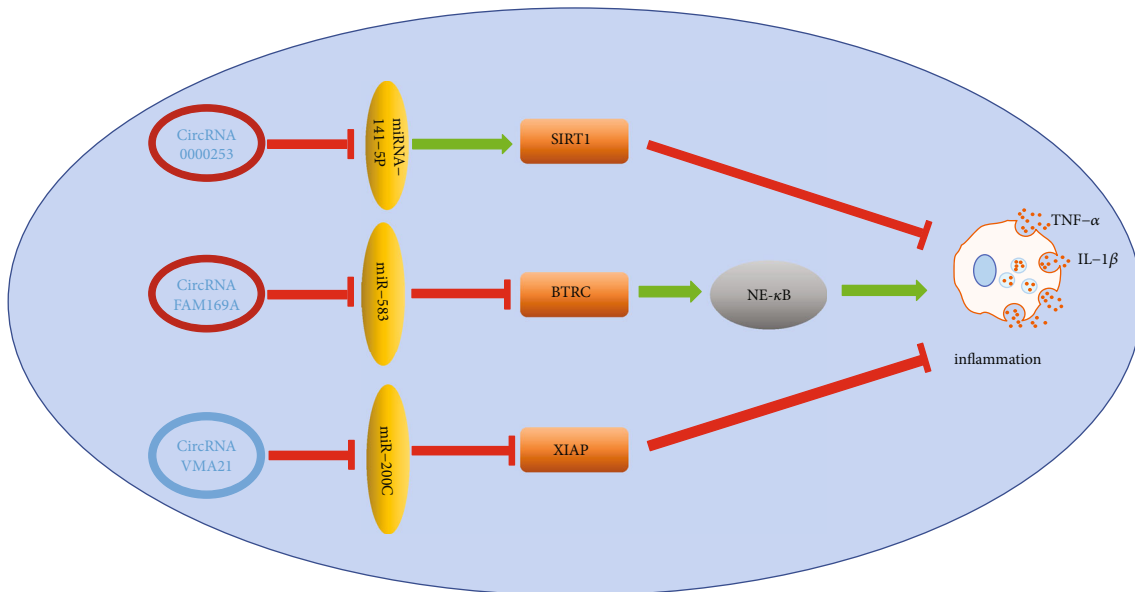 CircRNA
0000253
miRNA–
141–5P
SIRT1
TNF–α
IL–1β
CircRNA
FAM169A
miR–583
BTRC
NE-κB
inflammation
CircRNA
VMA21
miR–200C
XIAP